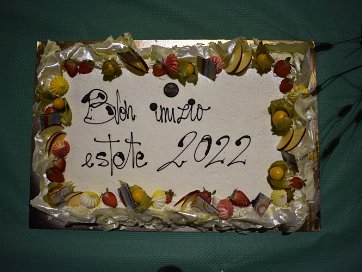 Buon inizio
estate 2022